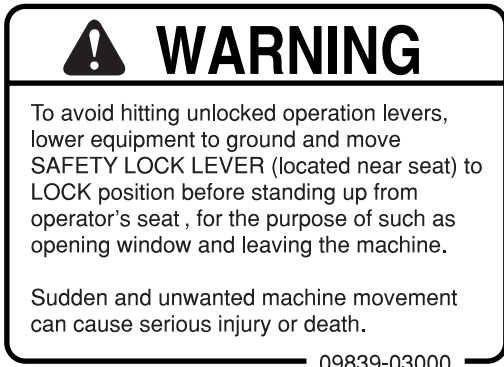 WARNING
To avoid hitting unlocked operation levers,
lower equipment to ground and move
SAFETY LOCK LEVER (located near seat) to
LOCK position before standing up from
operator's seat , for the purpose of such as
opening window and leaving the machine.
Sudden and unwanted machine movement
can cause serious injury or death.
09839-03000